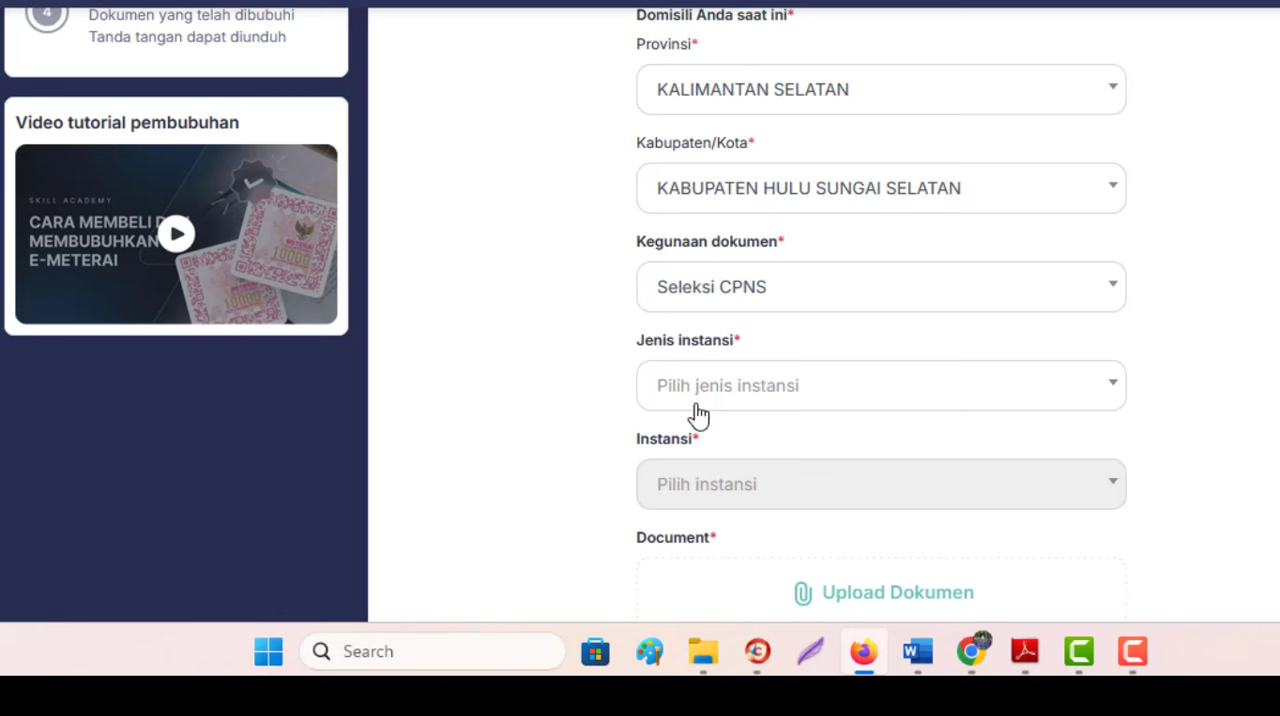 4
Dokumen yang telah dibubuhi
Tanda tangan dapat diunduh
Video tutorial pembubuhan
SKILL ACADEMY
CARA MEMBELI
MEMBUBUHKAN
E-METERAI
10000
10000
Domisili Anda saat ini*
Provinsi*
KALIMANTAN SELATAN
Kabupaten/Kota*
KABUPATEN HULU SUNGAI SELATAN
Kegunaan dokumen*
Seleksi CPNS
Jenis instansi*
Pilih jenis instansi
Instansi*
Pilih instansi
Document*
Upload Dokumen
Search